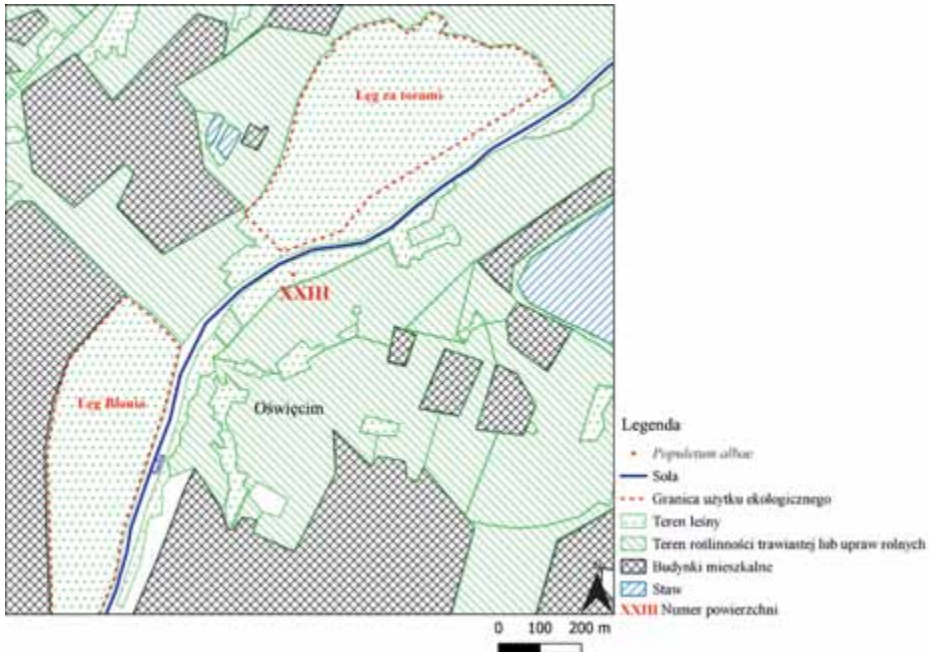 Łęg za torami
XXIII
Łęg Błonia
Oświęcim
Legenda
Populetum albae
Soła
Granica użytku ekologicznego
Teren leśny
Teren roślinności trawiastej lub upraw rolnych
Budynki mieszkalne
Staw
XXIII Numer powierzchni
0 100 200 m